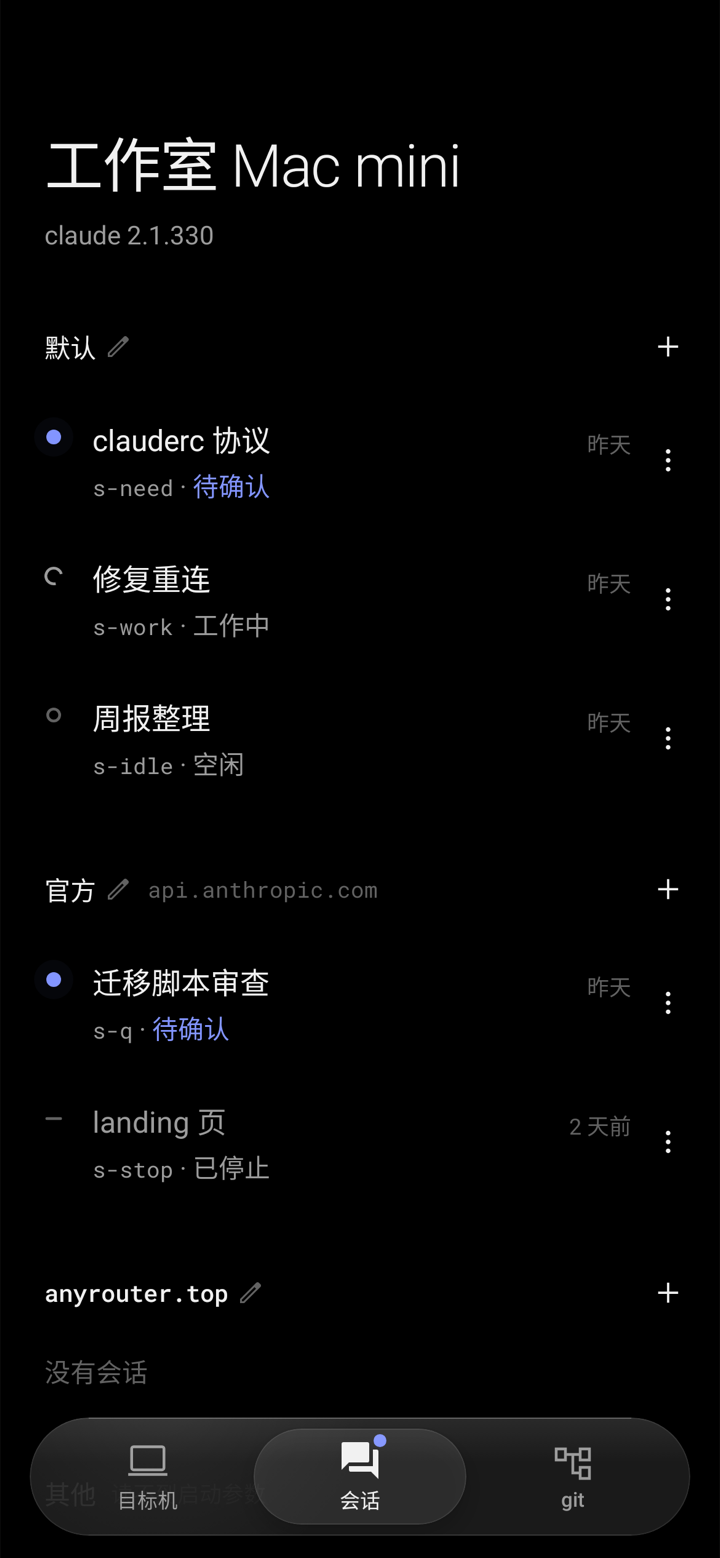 工作室 Mac mini
claude 2.1.330
默认
clauderc 协议 昨天
s-need · 待确认
修复重连 昨天
s-work · 工作中
周报整理 昨天
s-idle · 空闲
官方 api.anthropic.com
迁移脚本审查 昨天
s-q · 待确认
landing 页 2 天前
s-stop · 已停止
anyrouter.top
没有会话
其他 启动参数
目标机 会话 git